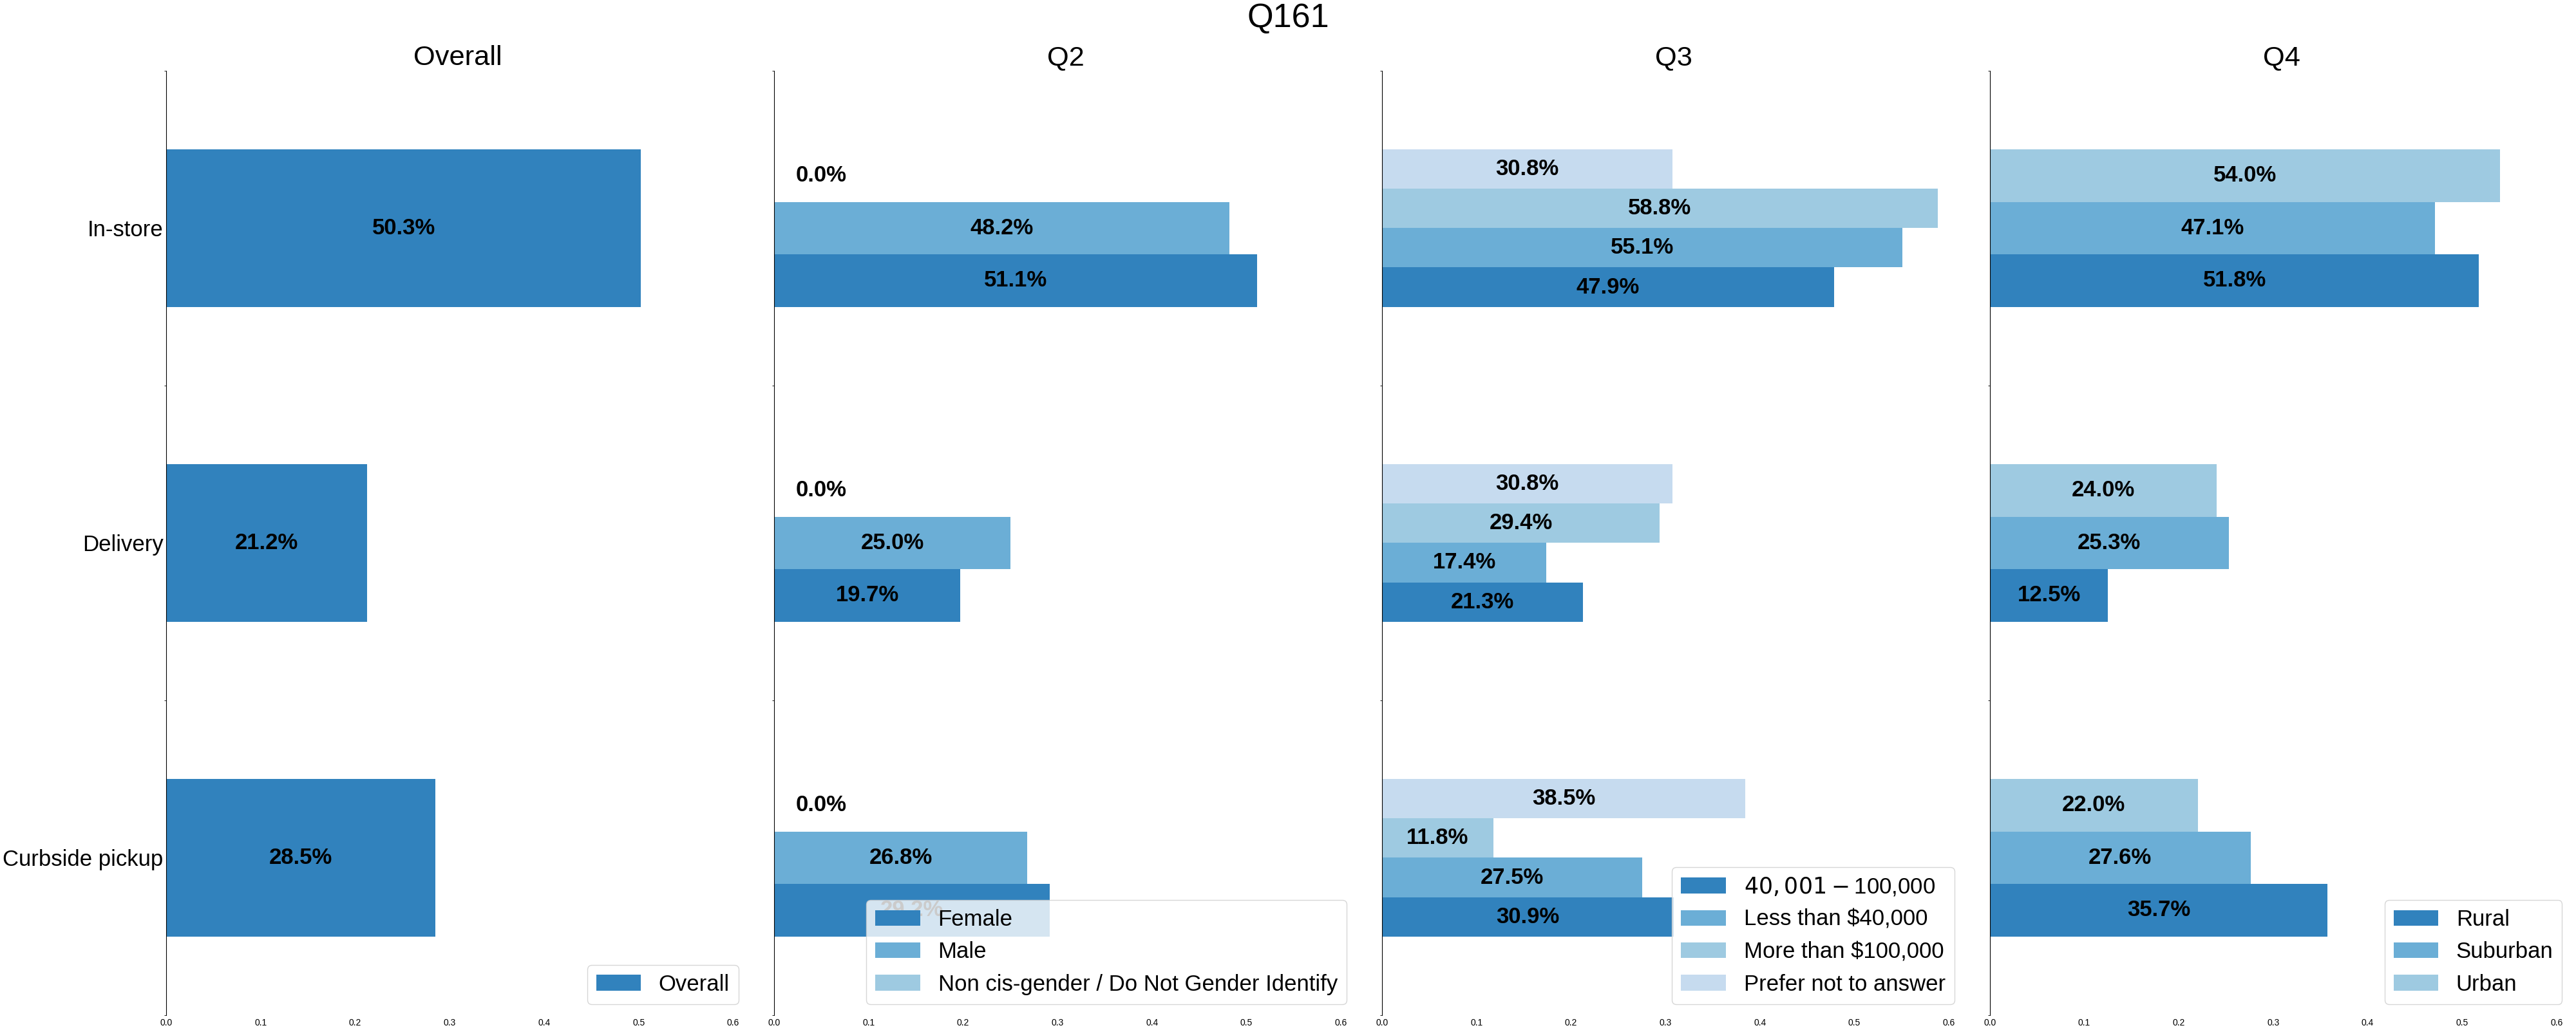 Q161
Overall
In-store
Delivery
Curbside pickup
50.3%
21.2%
28.5%
0.0 0.1 0.2 0.3 0.4 0.5 0.6
Overall
Q2
0.0%
48.2%
51.1%
0.0%
25.0%
19.7%
0.0%
26.8%
29.2%
Female
Male
Non cis-gender / Do Not Gender Identify
0.0 0.1 0.2 0.3 0.4 0.5 0.6
Q3
30.8%
58.8%
55.1%
47.9%
30.8%
29.4%
17.4%
21.3%
38.5%
11.8%
27.5%
30.9%
40,001 − 100,000
Less than $40,000
More than $100,000
Prefer not to answer
0.0 0.1 0.2 0.3 0.4 0.5 0.6
Q4
54.0%
47.1%
51.8%
24.0%
25.3%
12.5%
22.0%
27.6%
35.7%
Rural
Suburban
Urban
0.0 0.1 0.2 0.3 0.4 0.5 0.6